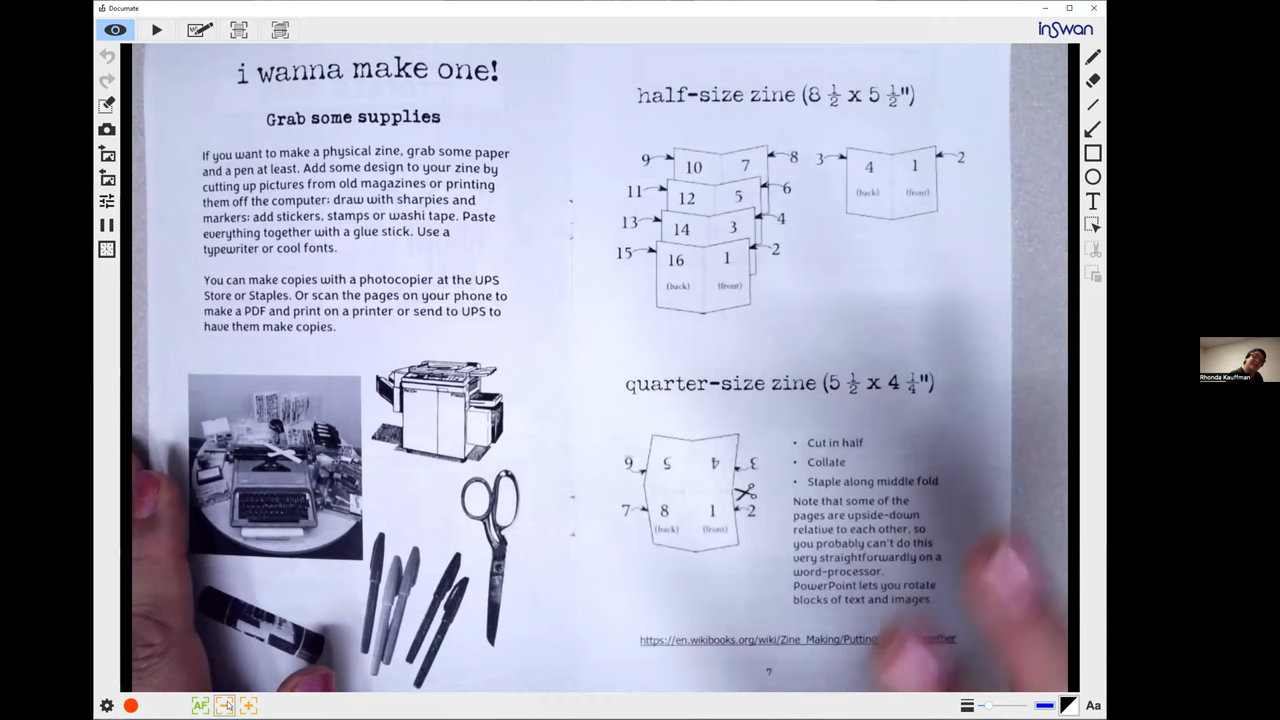 Documate
inSwan
i wanna make one!
Grab some supplies
If you want to make a physical zine, grab some paper
and a pen at least. Add some design to your zine by
cutting up pictures from old magazines or printing
them off the computer; draw with sharpies and
markers; add stickers, stamps or washi tape. Paste
everything together with a glue stick. Use a
typewriter or cool fonts.
You can make copies with a photocopier at the UPS
Store or Staples. Or scan the pages on your phone to
make a PDF and print on a printer or send to UPS to
have them make copies.
half-size zine (8 ½ x 5 ½")
9 10 7 8
11 12 5 6
13 14 3 4
15 16 1 2
(back) (front)
3 4 1 2
(back) (front)
quarter-size zine (5 ½ x 4 ¼")
6 5 4 3
7 8 1 2
(back) (front)
• Cut in half
• Collate
• Staple along middle fold
Note that some of the
pages are upside-down
relative to each other, so
you probably can't do this
very straightforwardly on a
word-processor.
PowerPoint lets you rotate
blocks of text and images.
https://en.wikibooks.org/wiki/Zine_Making/Putting
7
Rhonda Kauffman
AF
Aa
T